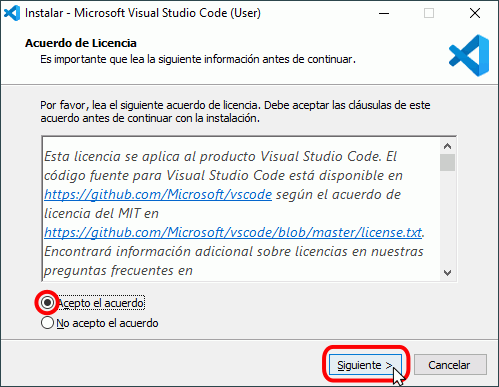 Instalar - Microsoft Visual Studio Code (User)
Acuerdo de Licencia
Es importante que lea la siguiente información antes de continuar.
Por favor, lea el siguiente acuerdo de licencia. Debe aceptar las cláusulas de este
acuerdo antes de continuar con la instalación.
Esta licencia se aplica al producto Visual Studio Code. El
código fuente para Visual Studio Code está disponible en
https://github.com/Microsoft/vscode según el acuerdo de
licencia del MIT en
https://github.com/Microsoft/vscode/blob/master/license.txt.
Encontrará información adicional sobre licencias en nuestras
preguntas frecuentes en
Acepto el acuerdo
No acepto el acuerdo
Siguiente >
Cancelar